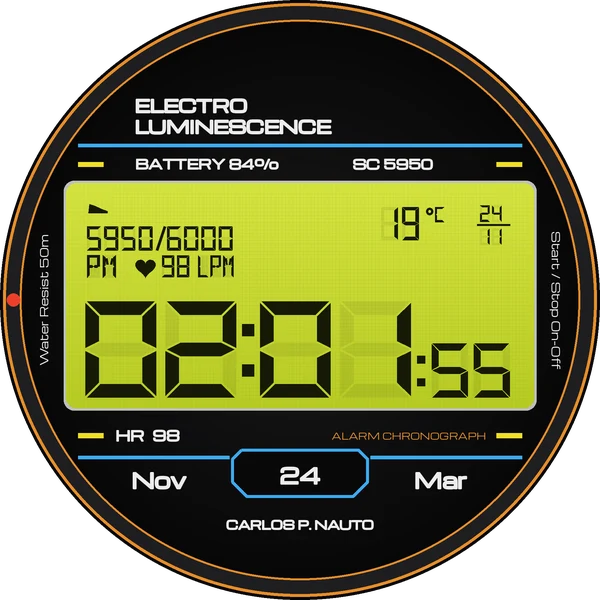 ELECTRO
LUMINESCENCE
BATTERY 84% SC 5950
5950/6000
19°C
24
11
PM 98 LPM
02:01:55
Water Resist 50m
Start / Stop On-Off
HR 98 ALARM CHRONOGRAPH
Nov 24 Mar
CARLOS P. NAUTO